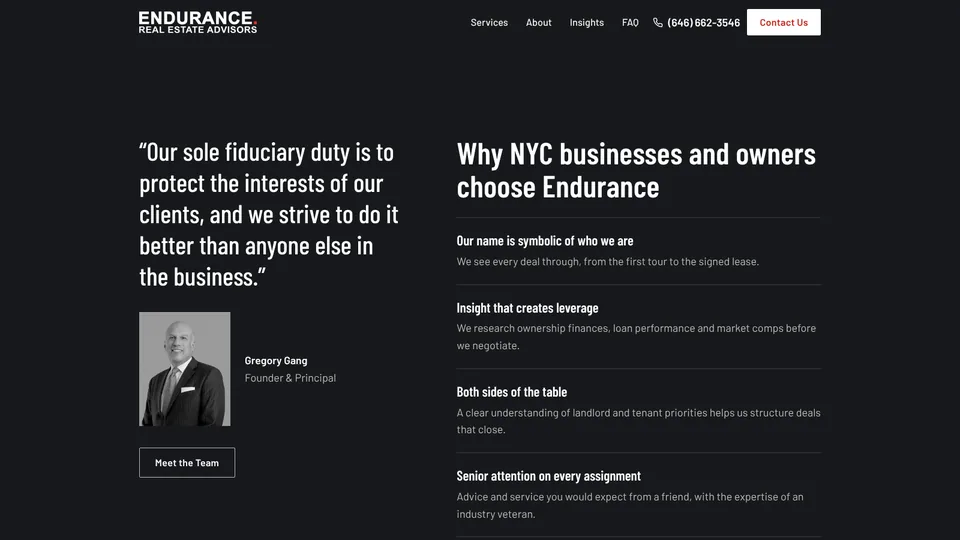 ENDURANCE.
REAL ESTATE ADVISORS
Services
About
Insights
FAQ
(646) 662-3546
Contact Us
“Our sole fiduciary duty is to
protect the interests of our
clients, and we strive to do it
better than anyone else in
the business.”
Gregory Gang
Founder & Principal
Meet the Team
Why NYC businesses and owners
choose Endurance
Our name is symbolic of who we are
We see every deal through, from the first tour to the signed lease.
Insight that creates leverage
We research ownership finances, loan performance and market comps before
we negotiate.
Both sides of the table
A clear understanding of landlord and tenant priorities helps us structure deals
that close.
Senior attention on every assignment
Advice and service you would expect from a friend, with the expertise of an
industry veteran.